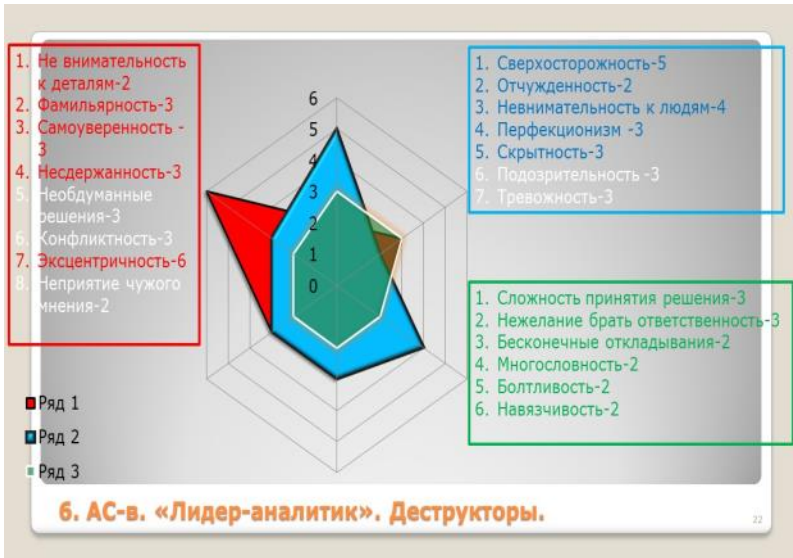 1. Не внимательность
к деталям-2
2. Фамильярность-3
3. Самоуверенность -
3
4. Несдержанность-3
5. Необдуманные
решения-3
6. Конфликтность-3
7. Эксцентричность-6
8. Неприятие чужого
мнения-2
6
5
4
3
2
1
0
1. Сверхосторожность-5
2. Отчужденность-2
3. Невнимательность к людям-4
4. Перфекционизм -3
5. Скрытность-3
6. Подозрительность -3
7. Тревожность-3
1. Сложность принятия решения-3
2. Нежелание брать ответственность-3
3. Бесконечные откладывания-2
4. Многословность-2
5. Болтливость-2
6. Навязчивость-2
Ряд 1
Ряд 2
Ряд 3
6. АС-в. «Лидер-аналитик». Деструкторы.
22